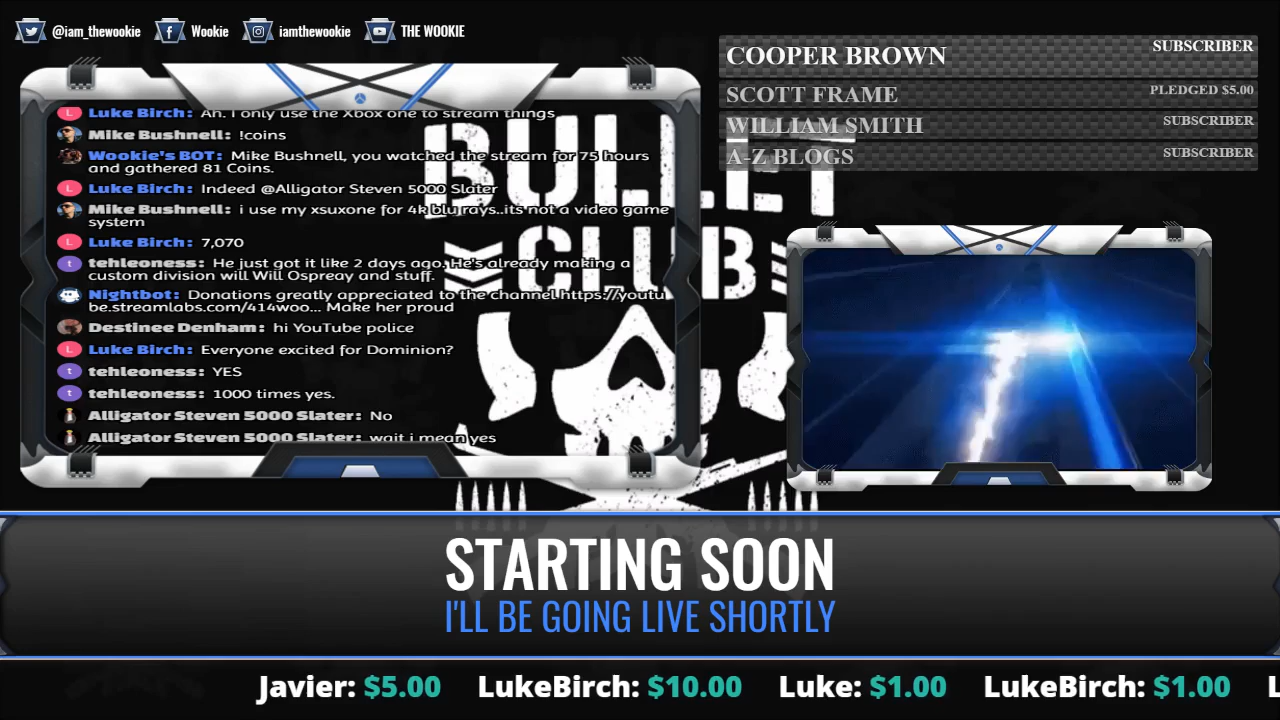 @iam_thewookie Wookie iamthewookie THE WOOKIE
COOPER BROWN SUBSCRIBER
SCOTT FRAME PLEDGED $5.00
WILLIAM SMITH SUBSCRIBER
A-Z BLOGS SUBSCRIBER
Luke Birch: Ah. I only use the Xbox one to stream things
Mike Bushnell: !coins
Wookie's BOT: Mike Bushnell, you watched the stream for 75 hours
and gathered 81 Coins.
Luke Birch: Indeed @Alligator Steven 5000 Slater
Mike Bushnell: i use my xsuxone for 4k blu rays..its not a video game
system
Luke Birch: 7,070
tehleoness: He just got it like 2 days ago. He's already making a
custom division will Will Ospreay and stuff.
Nightbot: Donations greatly appreciated to the channel https://youtu
be.streamlabs.com/414woo... Make her proud
Destinee Denham: hi YouTube police
Luke Birch: Everyone excited for Dominion?
tehleoness: YES
tehleoness: 1000 times yes.
Alligator Steven 5000 Slater: No
Alligator Steven 5000 Slater: wait i mean yes
BULLET
CLUB
STARTING SOON
I'LL BE GOING LIVE SHORTLY
Javier: $5.00 LukeBirch: $10.00 Luke: $1.00 LukeBirch: $1.00 L